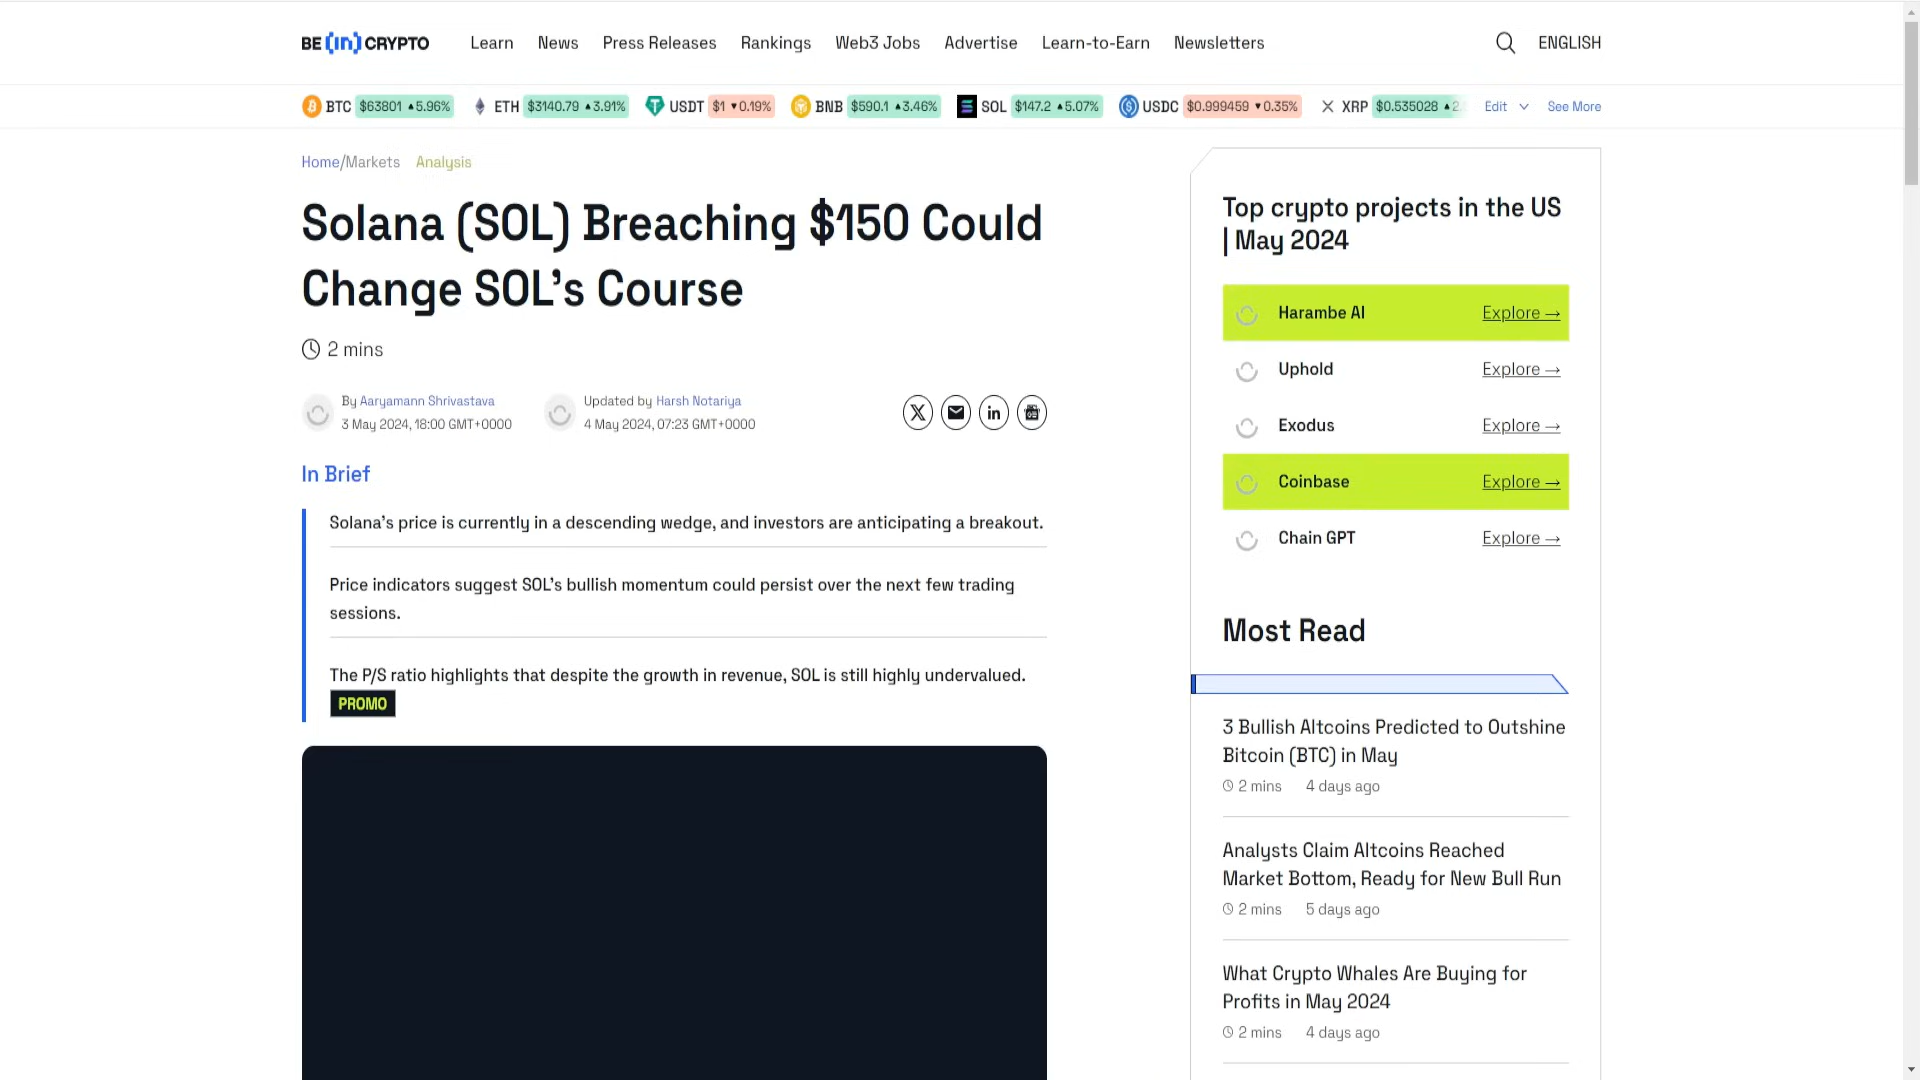 BE[in]CRYPTO Learn News Press Releases Rankings Web3 Jobs Advertise Learn-to-Earn Newsletters ENGLISH
BTC $63801 ▲5.96% ETH $3140.79 ▲3.91% USDT $1 ▼0.19% BNB $590.1 ▲3.46% SOL $147.2 ▲5.07% USDC $0.999459 ▼0.35% XRP $0.535028 ▲2. Edit See More
Home/Markets Analysis
Solana (SOL) Breaching $150 Could
Change SOL’s Course
2 mins
By Aaryamann Shrivastava
3 May 2024, 18:00 GMT+0000
Updated by Harsh Notariya
4 May 2024, 07:23 GMT+0000
In Brief
Solana’s price is currently in a descending wedge, and investors are anticipating a breakout.
Price indicators suggest SOL’s bullish momentum could persist over the next few trading
sessions.
The P/S ratio highlights that despite the growth in revenue, SOL is still highly undervalued.
PROMO
Top crypto projects in the US
| May 2024
Harambe AI Explore →
Uphold Explore →
Exodus Explore →
Coinbase Explore →
Chain GPT Explore →
Most Read
3 Bullish Altcoins Predicted to Outshine
Bitcoin (BTC) in May
2 mins 4 days ago
Analysts Claim Altcoins Reached
Market Bottom, Ready for New Bull Run
2 mins 5 days ago
What Crypto Whales Are Buying for
Profits in May 2024
2 mins 4 days ago